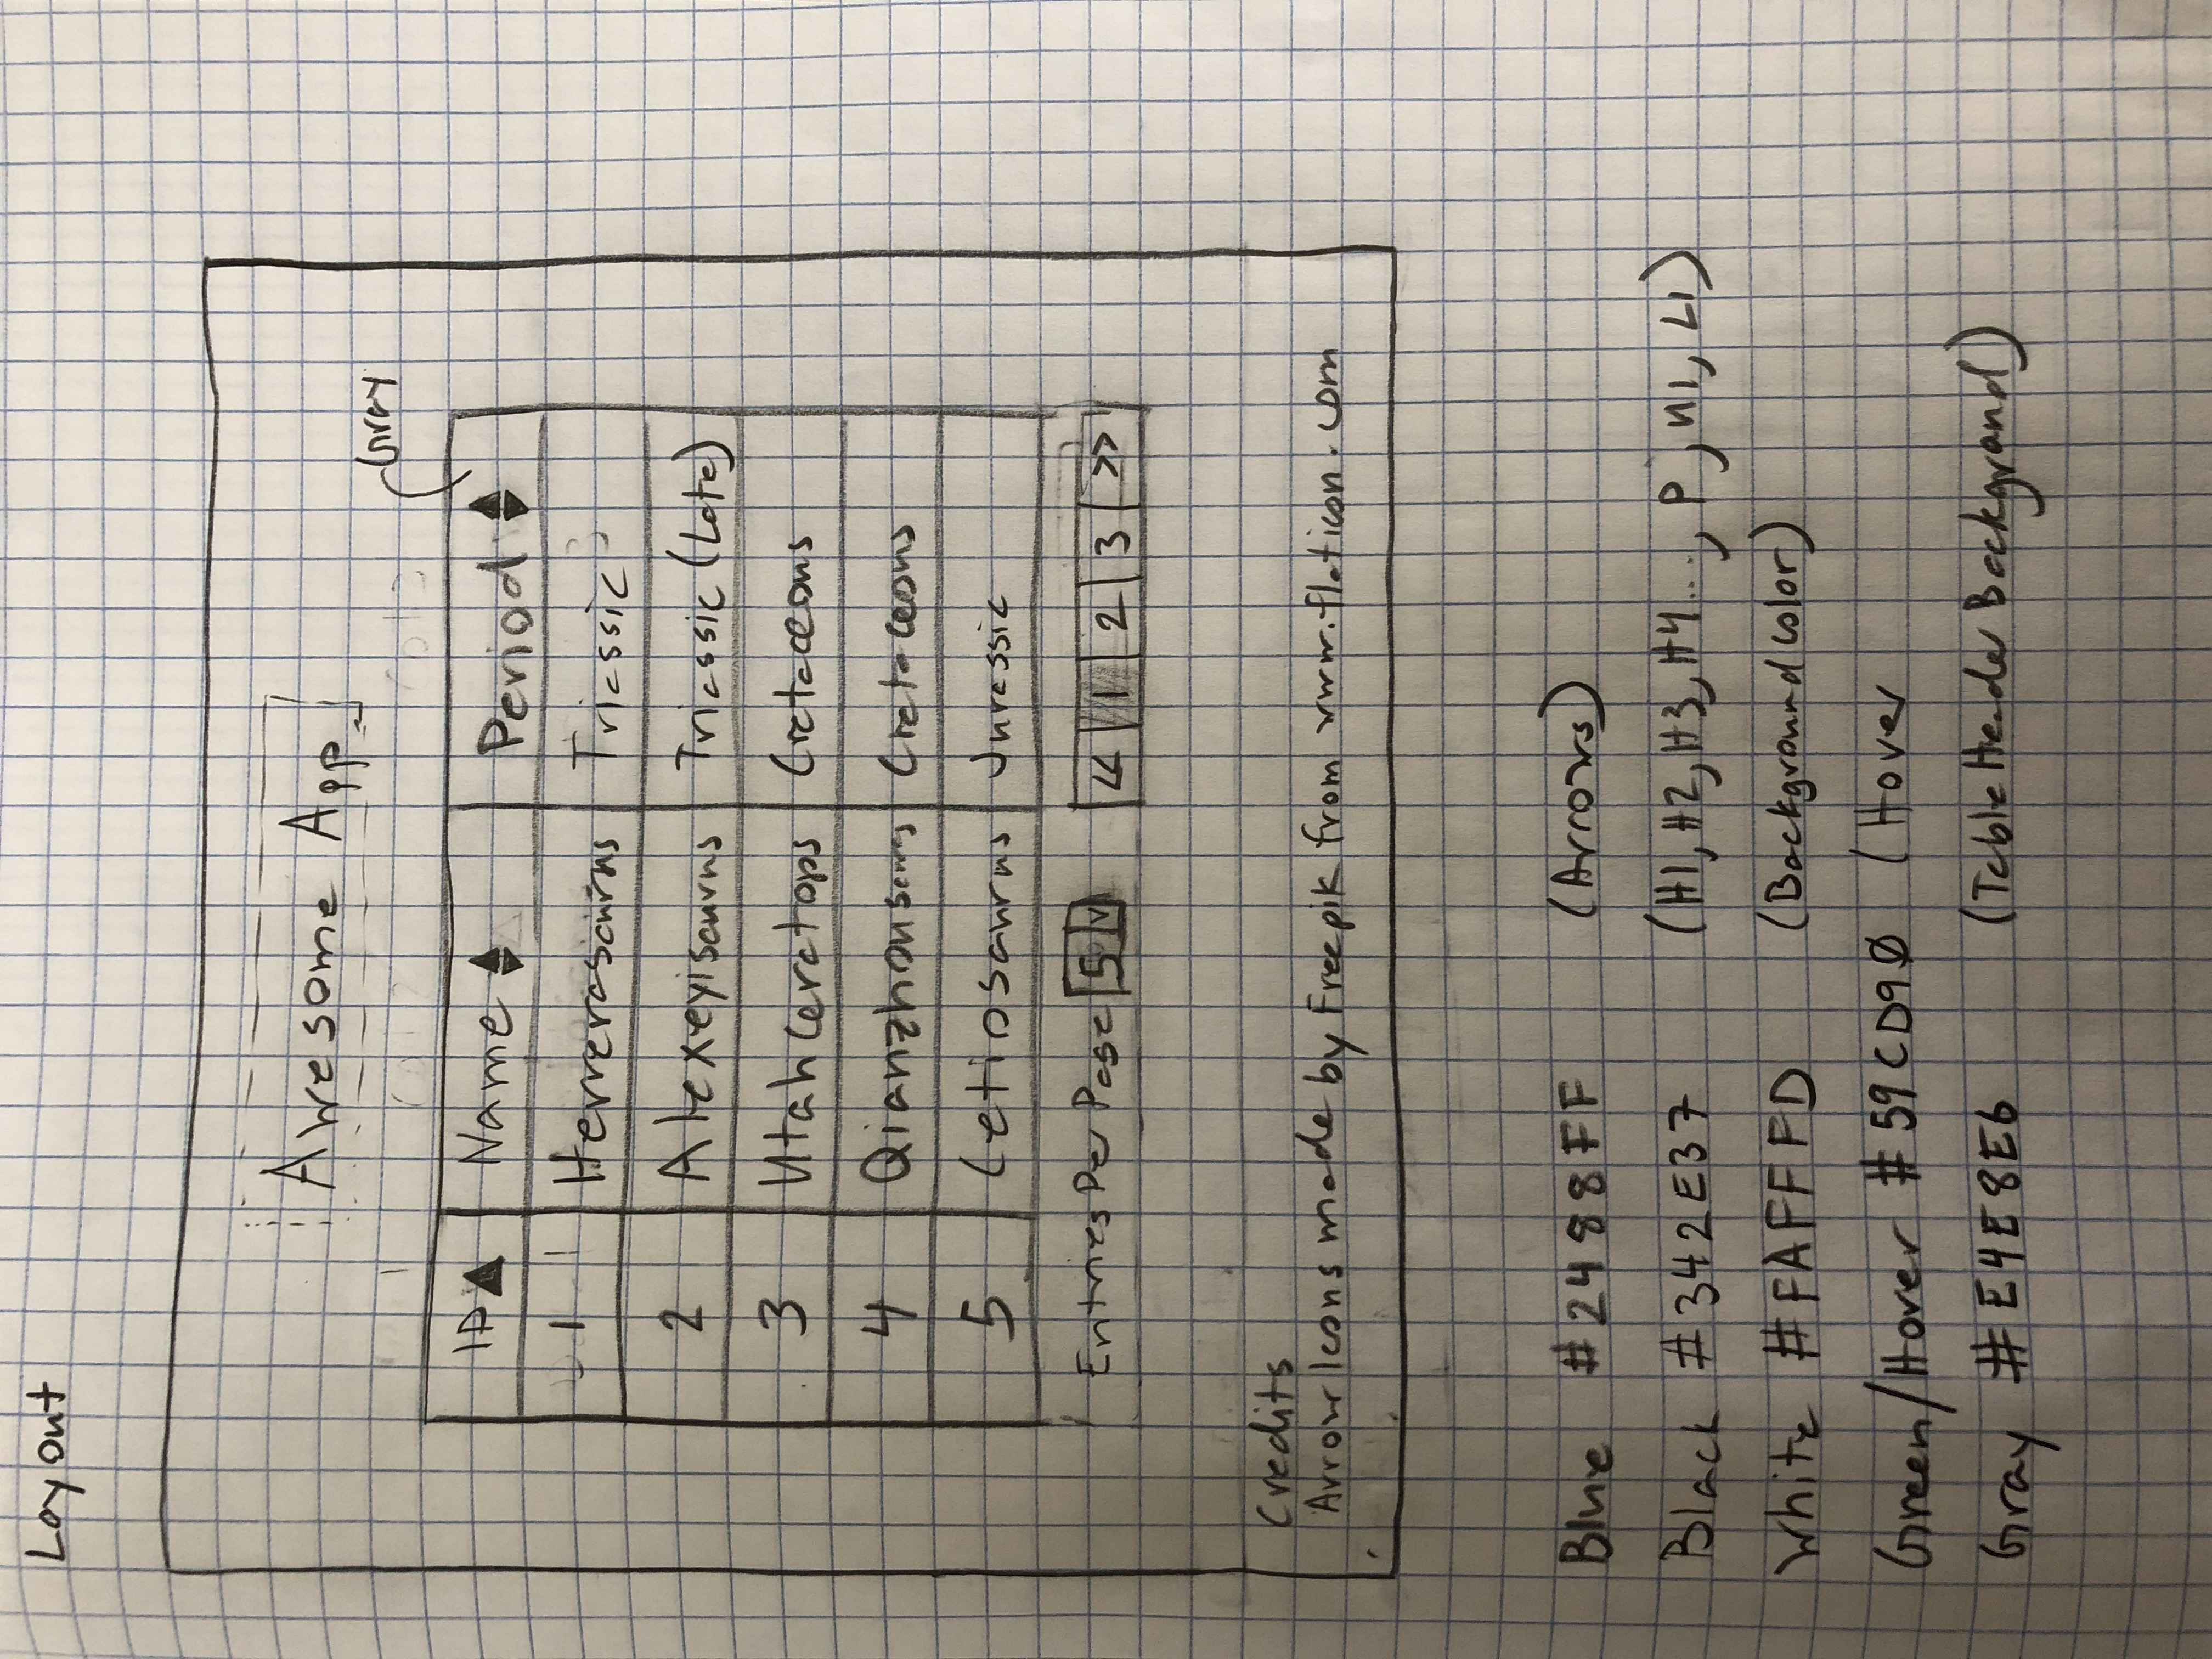 Layout
Awesome App
Gray
ID Name Period
1 Herrerasaurus Triassic
2 Alexeyisaurus Triassic (Late)
3 Utahceratops Cretaceous
4 Qianzhousaurus Cretaceous
5 Cetiosaurus Jurassic
Entries Per Page 5 v << 1 2 3 >>
Credits
Arrow Icons made by Freepik from www.flaticon.com
Blue #2488FF (Arrows)
Black #342E37 (H1, H2, H3, H4..., P, U1, L1)
White #FAFFFD (Background color)
Green/Hover #59CD90 (Hover
Gray #E4E8E6 (Table Header Background)